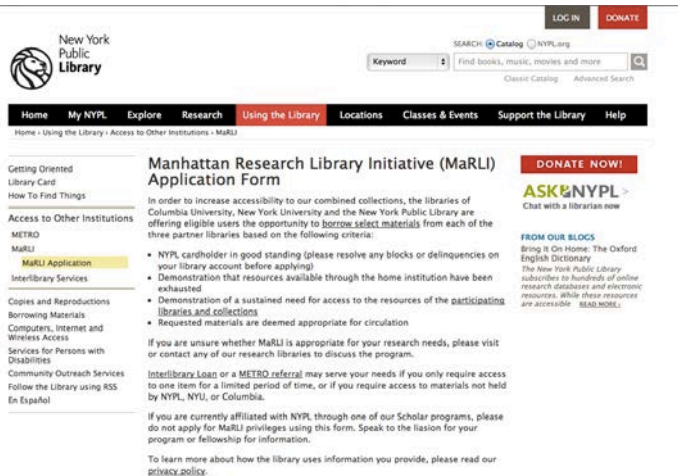 LOG IN
DONATE
New York
Public
Library
SEARCH: Catalog NYPL.org
Keyword
Find books, music, movies and more
Classic Catalog Advanced Search
Home My NYPL Explore Research Using the Library Locations Classes & Events Support the Library Help
Home › Using the Library › Access to Other Institutions › MaRLI
Getting Oriented
Library Card
How To Find Things
Access to Other Institutions
METRO
MaRLI
MaRLI Application
Interlibrary Services
Copies and Reproductions
Borrowing Materials
Computers, Internet and
Wireless Access
Services for Persons with
Disabilities
Community Outreach Services
Follow the Library using RSS
En Español
Manhattan Research Library Initiative (MaRLI)
Application Form
In order to increase accessibility to our combined collections, the libraries of
Columbia University, New York University and the New York Public Library are
offering eligible users the opportunity to borrow select materials from each of the
three partner libraries based on the following criteria:
• NYPL cardholder in good standing (please resolve any blocks or delinquencies on
your library account before applying)
• Demonstration that resources available through the home institution have been
exhausted
• Demonstration of a sustained need for access to the resources of the participating
libraries and collections
• Requested materials are deemed appropriate for circulation
If you are unsure whether MaRLI is appropriate for your research needs, please visit
or contact any of our research libraries to discuss the program.
Interlibrary Loan or a METRO referral may serve your needs if you only require access
to one item for a limited period of time, or if you require access to materials not held
by NYPL, NYU, or Columbia.
If you are currently affiliated with NYPL through one of our Scholar programs, please
do not apply for MaRLI privileges using this form. Speak to the liasion for your
program or fellowship for information.
To learn more about how the library uses information you provide, please read our
privacy policy.
DONATE NOW!
ASK NYPL >
Chat with a librarian now
FROM OUR BLOGS
Bring It On Home: The Oxford
English Dictionary
The New York Public Library
subscribes to hundreds of online
research databases and electronic
resources. While these resources
are accessible READ MORE ›